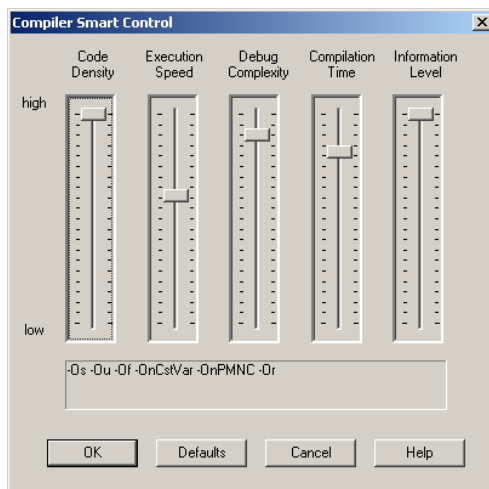 Compiler Smart Control
Code Density
Execution Speed
Debug Complexity
Compilation Time
Information Level
high
low
-Os -Ou -Of -OnCstVar -OnPMNC -Or
OK
Defaults
Cancel
Help